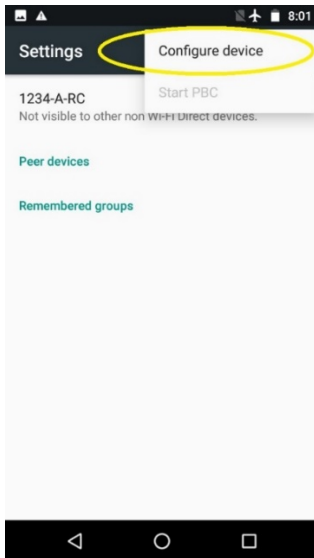 8:01
Settings
Configure device
Start PBC
1234-A-RC
Not visible to other non Wi-Fi Direct devices.
Peer devices
Remembered groups